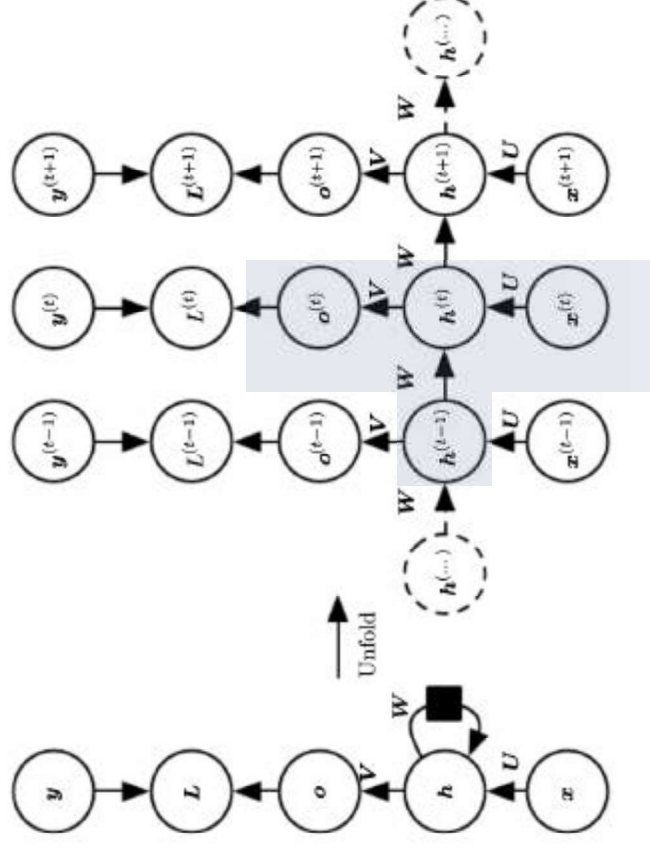 y y^(t−1) y^(t) y^(t+1)
L L^(t−1) L^(t) L^(t+1)
o o^(t−1) o^(t) o^(t+1)
Unfold
V V V V
W W W W W
h h^(...) h^(t−1) h^(t) h^(t+1) h^(...)
U U U U
x x^(t−1) x^(t) x^(t+1)